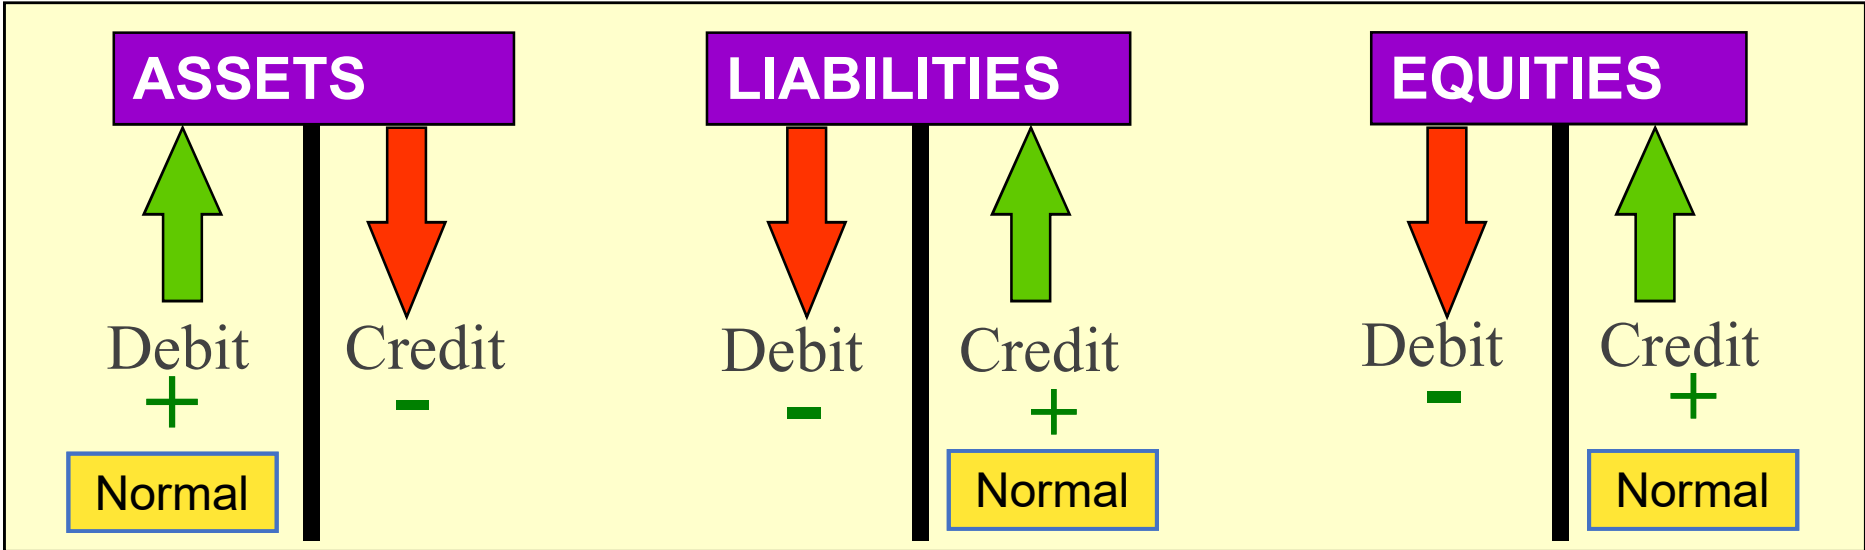 ASSETS
LIABILITIES
EQUITIES
Debit Credit
Debit Credit
Debit Credit
+ -
- +
- +
Normal
Normal
Normal